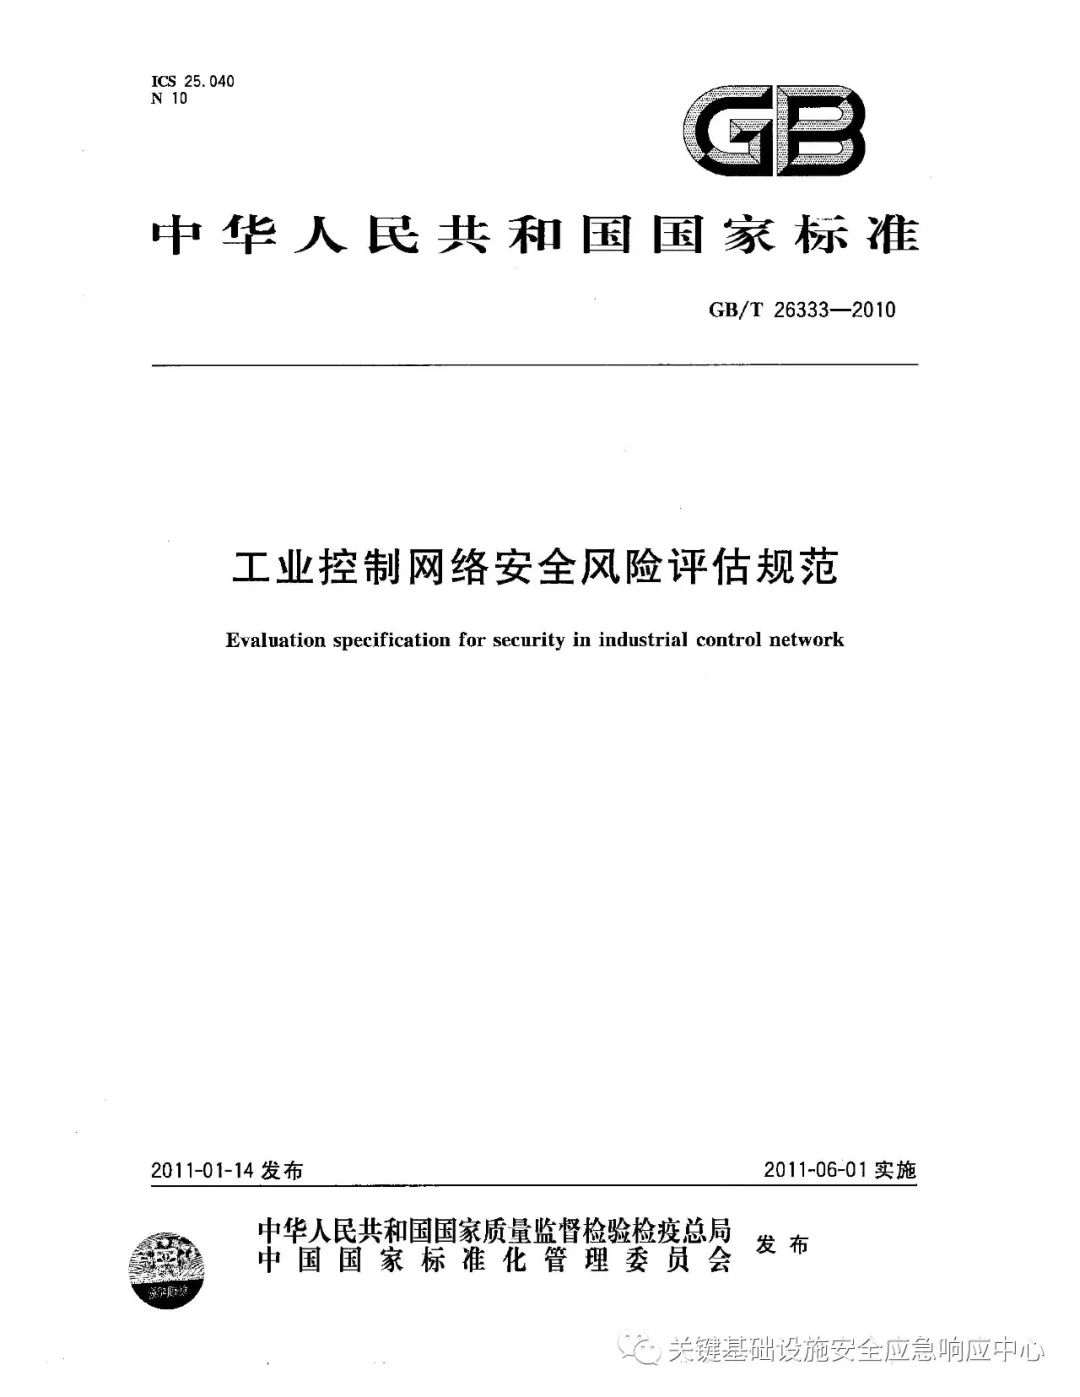 ICS 25.040
N 10
GB
中华人民共和国国家标准
GB/T 26333—2010
工业控制网络安全风险评估规范
Evaluation specification for security in industrial control network
2011-01-14 发布
2011-06-01 实施
中华人民共和国国家质量监督检验检疫总局
中国国家标准化管理委员会
发布
关键基础设施安全应急响应中心